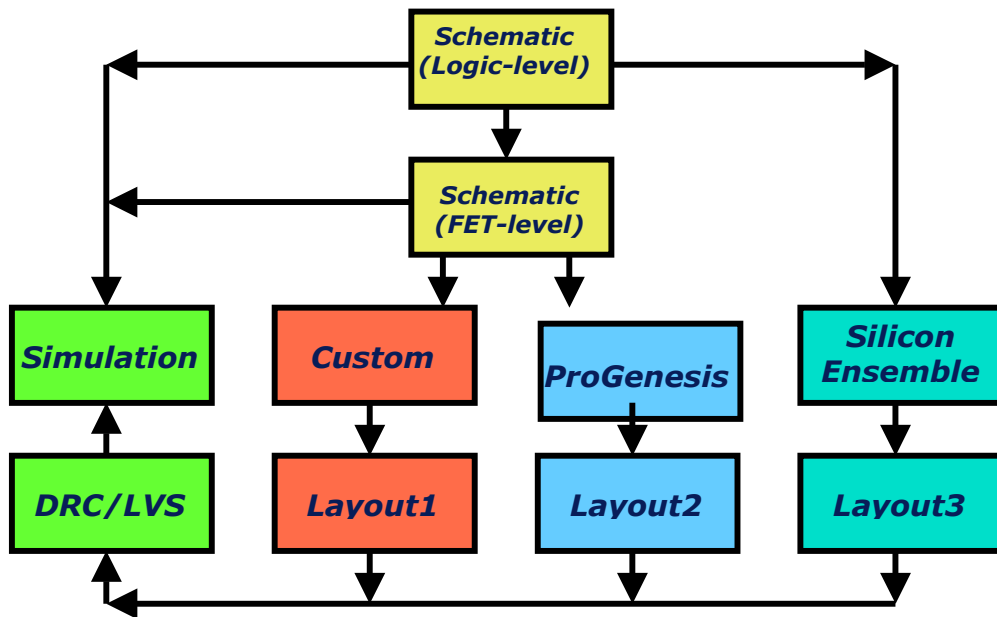 Schematic
(Logic-level)
Schematic
(FET-level)
Simulation
Custom
ProGenesis
Silicon
Ensemble
DRC/LVS
Layout1
Layout2
Layout3